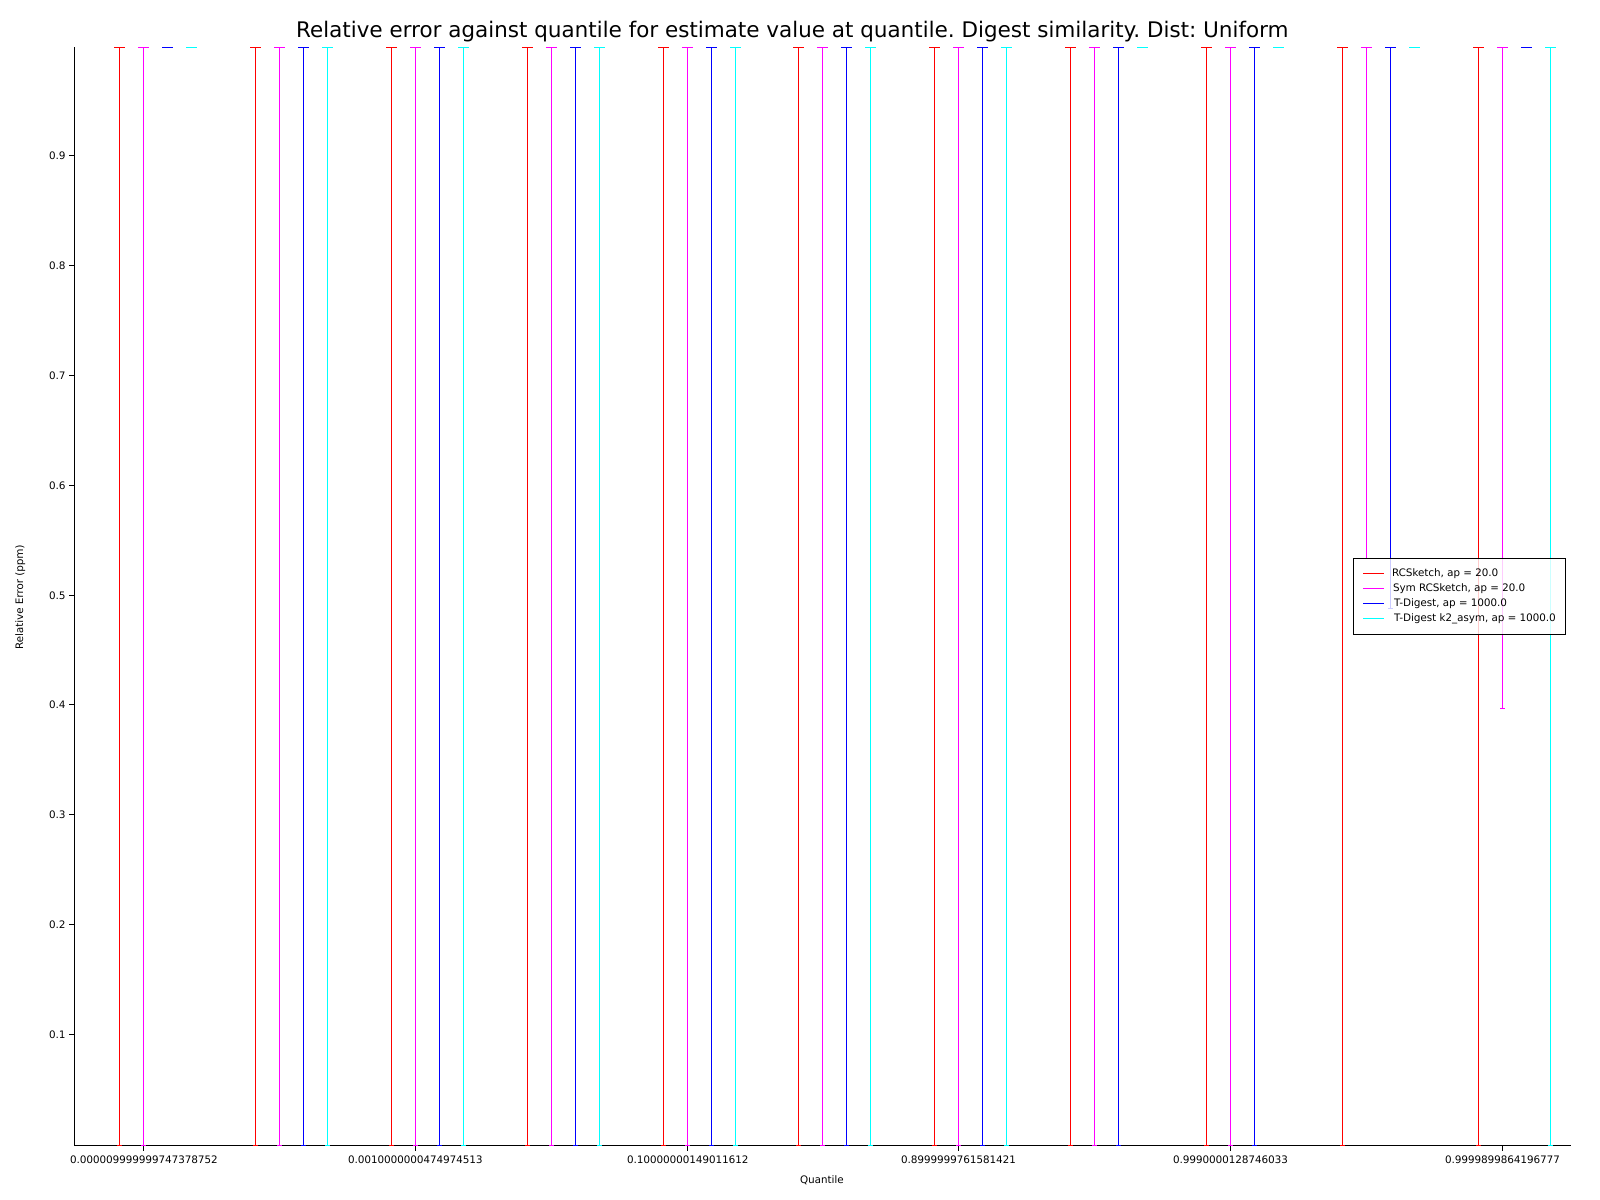 Relative error against quantile for estimate value at quantile. Digest similarity. Dist: Uniform
0.9
0.8
0.7
0.6
0.5
0.4
0.3
0.2
0.1
Relative Error (ppm)
RCSketch, ap = 20.0
Sym RCSketch, ap = 20.0
T-Digest, ap = 1000.0
T-Digest k2_asym, ap = 1000.0
0.0000099999999747378752 0.0010000000474974513 0.10000000149011612 0.8999999761581421 0.9990000128746033 0.9999899864196777
Quantile